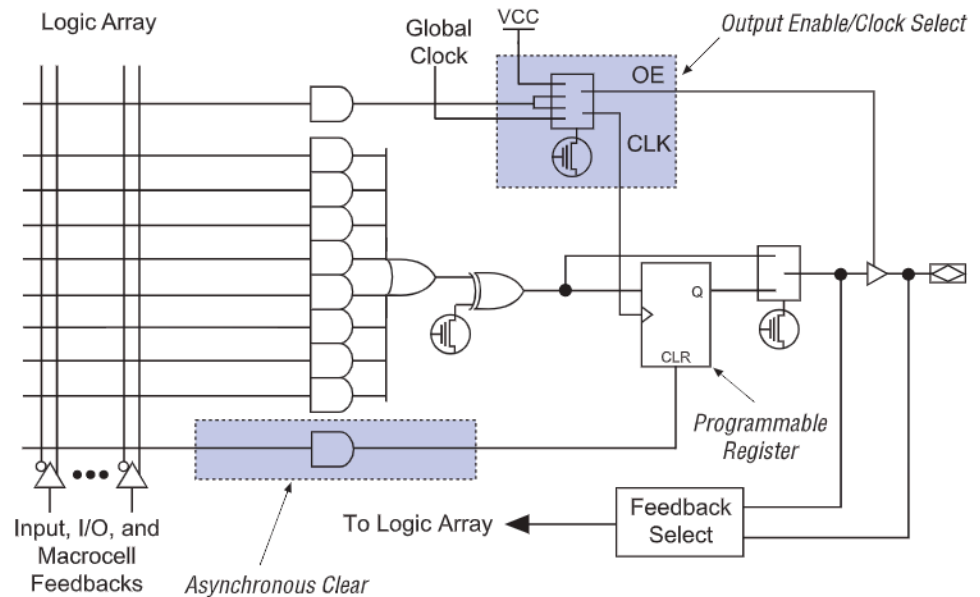 Logic Array
Global
Clock
VCC
Output Enable/Clock Select
OE
CLK
Q
CLR
Programmable
Register
Feedback
Select
To Logic Array
Input, I/O, and
Macrocell
Feedbacks
Asynchronous Clear